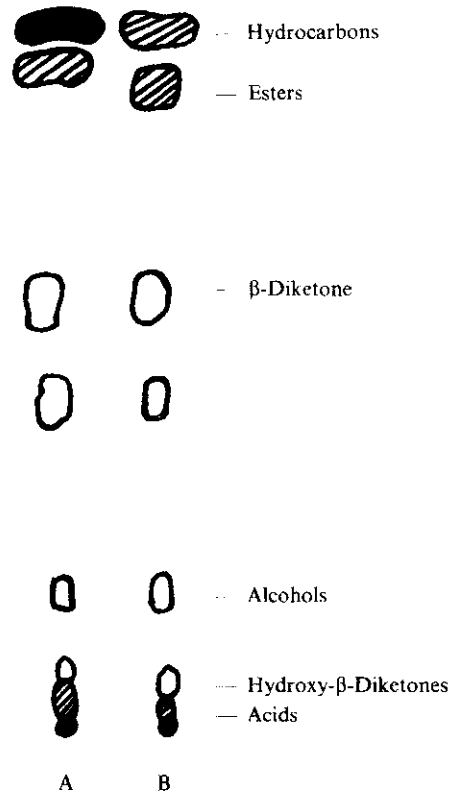 Hydrocarbons
Esters
β-Diketone
Alcohols
Hydroxy-β-Diketones
Acids
A B